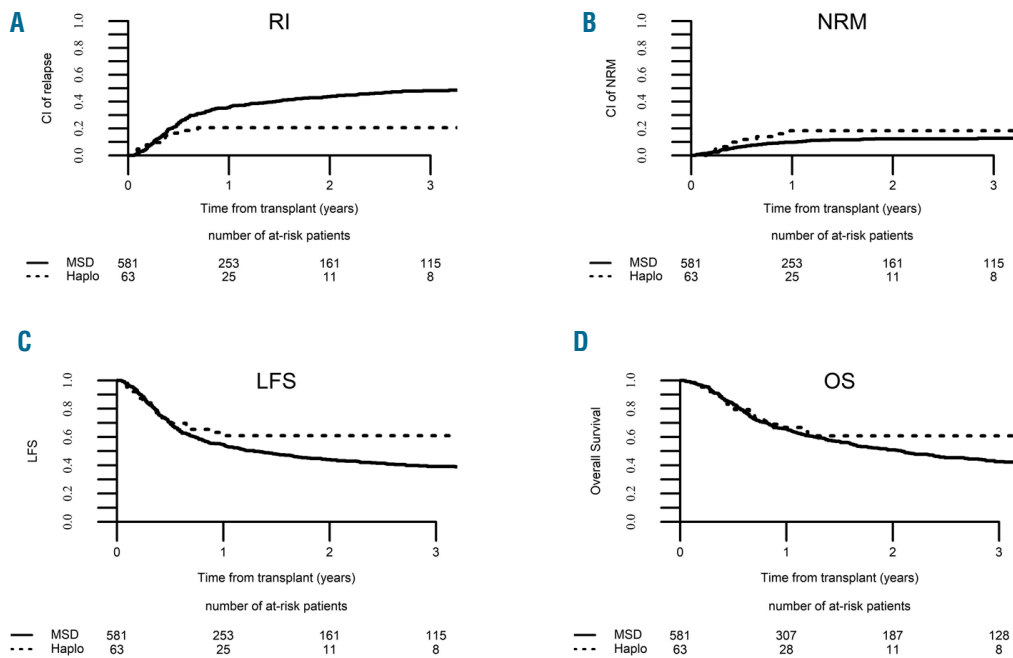 A
RI
CI of relapse
1.0
0.8
0.6
0.4
0.2
0.0
0 1 2 3
Time from transplant (years)
number of at-risk patients
MSD 581 253 161 115
Haplo 63 25 11 8
B
NRM
CI of NRM
1.0
0.8
0.6
0.4
0.2
0.0
0 1 2 3
Time from transplant (years)
number of at-risk patients
MSD 581 253 161 115
Haplo 63 25 11 8
C
LFS
LFS
1.0
0.8
0.6
0.4
0.2
0.0
0 1 2 3
Time from transplant (years)
number of at-risk patients
MSD 581 253 161 115
Haplo 63 25 11 8
D
OS
Overall Survival
1.0
0.8
0.6
0.4
0.2
0.0
0 1 2 3
Time from transplant (years)
number of at-risk patients
MSD 581 307 187 128
Haplo 63 28 11 8